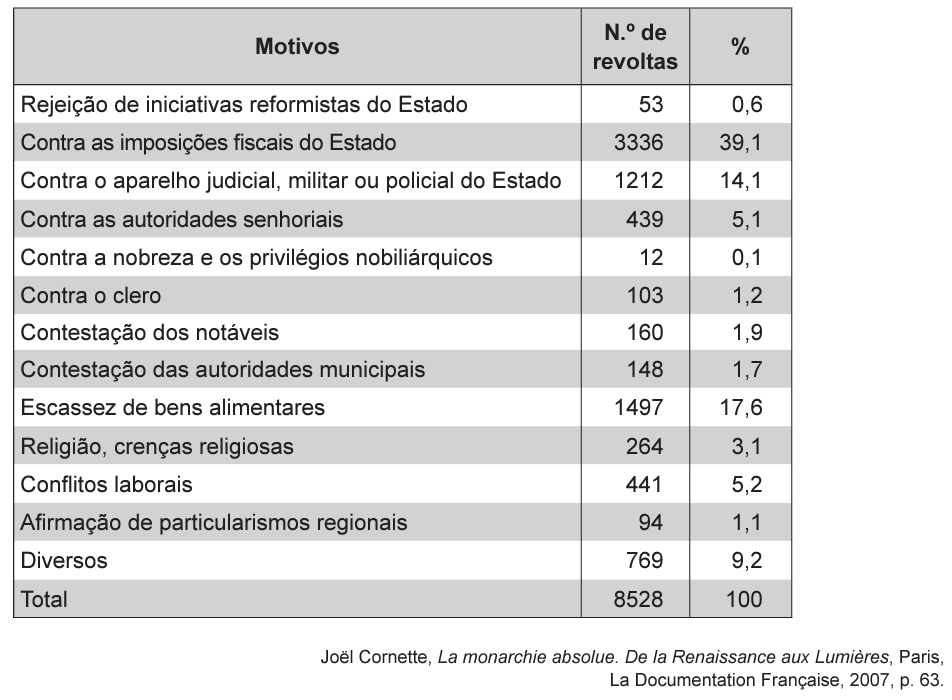 Motivos N.º de revoltas %
Rejeição de iniciativas reformistas do Estado 53 0,6
Contra as imposições fiscais do Estado 3336 39,1
Contra o aparelho judicial, militar ou policial do Estado 1212 14,1
Contra as autoridades senhoriais 439 5,1
Contra a nobreza e os privilégios nobiliárquicos 12 0,1
Contra o clero 103 1,2
Contestação dos notáveis 160 1,9
Contestação das autoridades municipais 148 1,7
Escassez de bens alimentares 1497 17,6
Religião, crenças religiosas 264 3,1
Conflitos laborais 441 5,2
Afirmação de particularismos regionais 94 1,1
Diversos 769 9,2
Total 8528 100
Joël Cornette, La monarchie absolue. De la Renaissance aux Lumières, Paris,
La Documentation Française, 2007, p. 63.